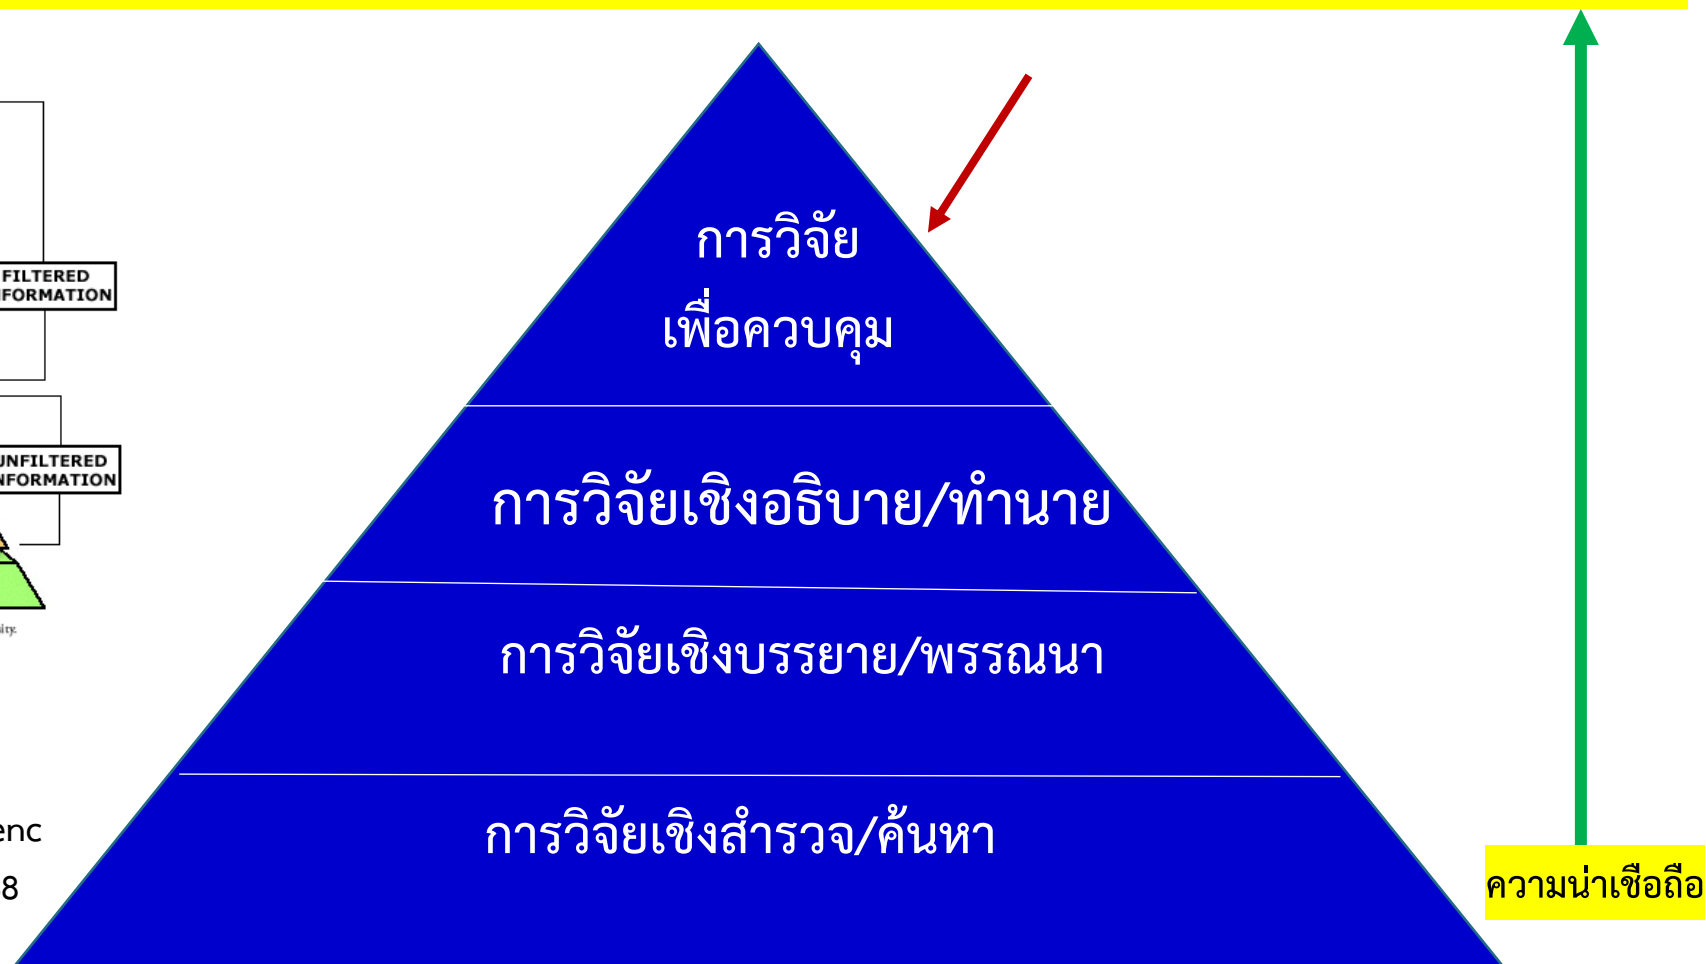 FILTERED
FORMATION
UNFILTERED
NFORMATION
sity.
enc
8
การวิจัย
เพื่อควบคุม
การวิจัยเชิงอธิบาย/ทำนาย
การวิจัยเชิงบรรยาย/พรรณนา
การวิจัยเชิงสำรวจ/ค้นหา
ความน่าเชือถือ